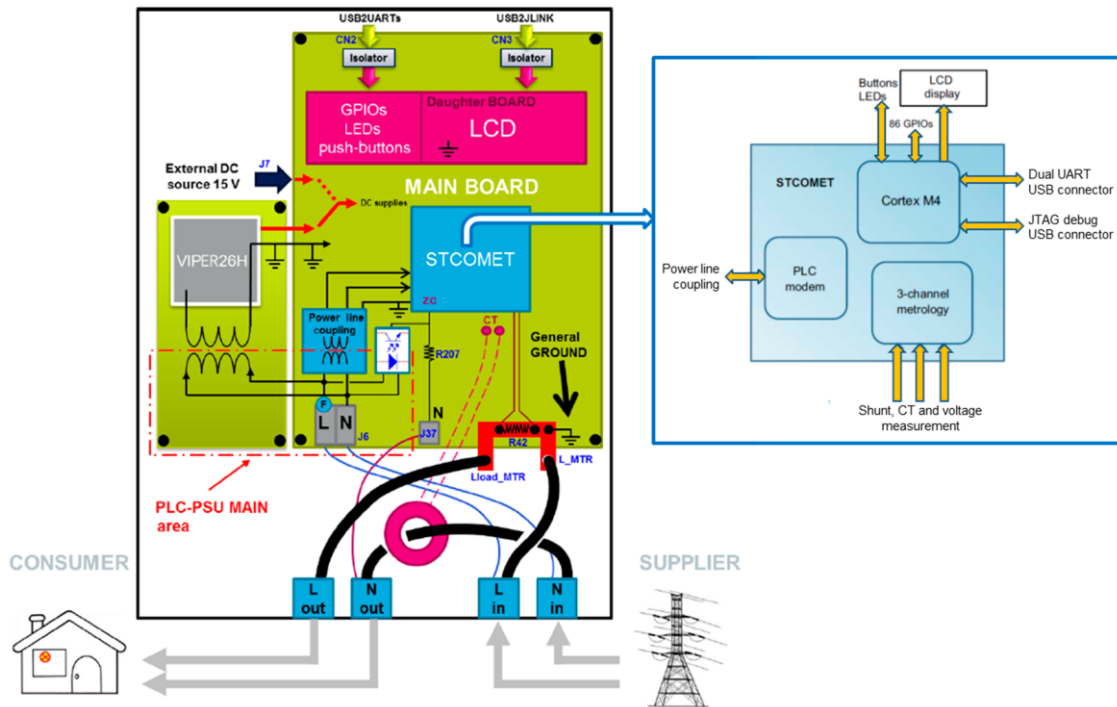 USB2UARTs
USB2JLINK
CN2
CN3
Isolator
Isolator
GPIOs
LEDs
push-buttons
Daughter BOARD
LCD
External DC
source 15 V
J7
MAIN BOARD
DC supplies
VIPER26H
STCOMET
ZC
Power line
coupling
CT
R207
General
GROUND
F
L
N
J6
N
J37
R42
L_MTR
Lload_MTR
PLC-PSU MAIN
area
CONSUMER
SUPPLIER
L
out
N
out
L
in
N
in
Buttons
LEDs
LCD
display
86 GPIOs
STCOMET
Cortex M4
Dual UART
USB connector
JTAG debug
USB connector
Power line
coupling
PLC
modem
3-channel
metrology
Shunt, CT and voltage
measurement